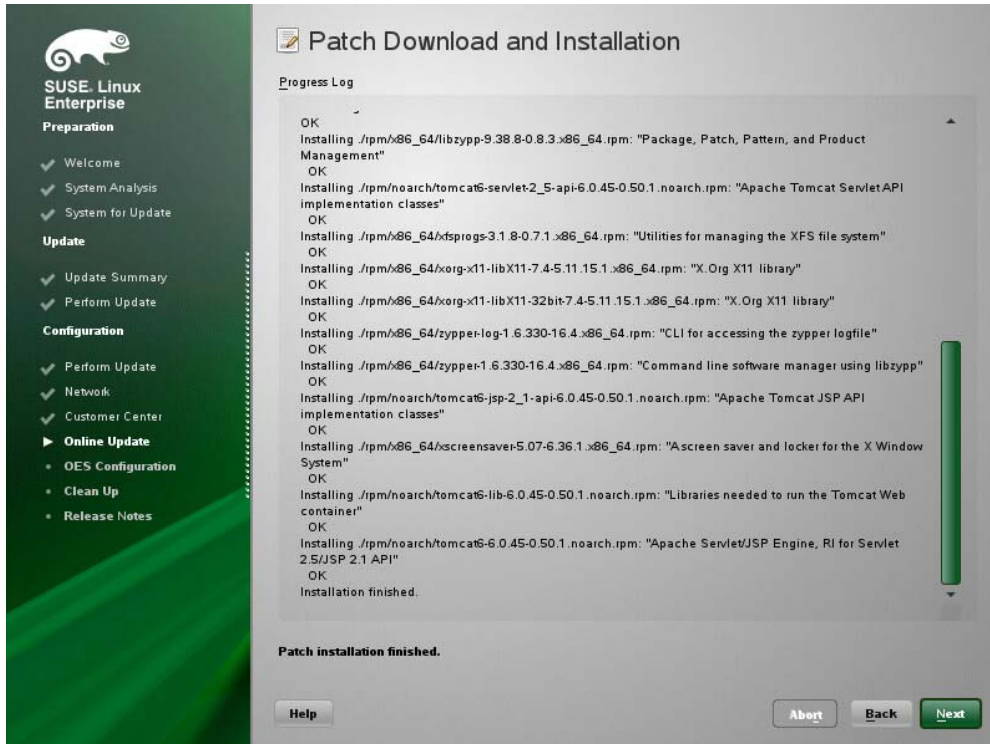 SUSE. Linux
Enterprise
Preparation
Welcome
System Analysis
System for Update
Update
Update Summary
Perform Update
Configuration
Perform Update
Network
Customer Center
Online Update
OES Configuration
Clean Up
Release Notes
Patch Download and Installation
Progress Log
OK
Installing ./rpm/x86_64/libzypp-9.38.8-0.8.3.x86_64.rpm: "Package, Patch, Pattern, and Product
Management"
OK
Installing ./rpm/noarch/tomcat6-servlet-2_5-api-6.0.45-0.50.1.noarch.rpm: "Apache Tomcat Servlet API
implementation classes"
OK
Installing ./rpm/x86_64/xfsprogs-3.1.8-0.7.1.x86_64.rpm: "Utilities for managing the XFS file system"
OK
Installing ./rpm/x86_64/xorg-x11-libX11-7.4-5.11.15.1.x86_64.rpm: "X.Org X11 library"
OK
Installing ./rpm/x86_64/xorg-x11-libX11-32bit-7.4-5.11.15.1.x86_64.rpm: "X.Org X11 library"
OK
Installing ./rpm/x86_64/zypper-log-1.6.330-16.4.x86_64.rpm: "CLI for accessing the zypper logfile"
OK
Installing ./rpm/x86_64/zypper-1.6.330-16.4.x86_64.rpm: "Command line software manager using libzypp"
OK
Installing ./rpm/noarch/tomcat6-jsp-2_1-api-6.0.45-0.50.1.noarch.rpm: "Apache Tomcat JSP API
implementation classes"
OK
Installing ./rpm/x86_64/xscreensaver-5.07-6.36.1.x86_64.rpm: "A screen saver and locker for the X Window
System"
OK
Installing ./rpm/noarch/tomcat6-lib-6.0.45-0.50.1.noarch.rpm: "Libraries needed to run the Tomcat Web
container"
OK
Installing ./rpm/noarch/tomcat6-6.0.45-0.50.1.noarch.rpm: "Apache Servlet/JSP Engine, RI for Servlet
2.5/JSP 2.1 API"
OK
Installation finished.
Patch installation finished.
Help
Abort
Back
Next